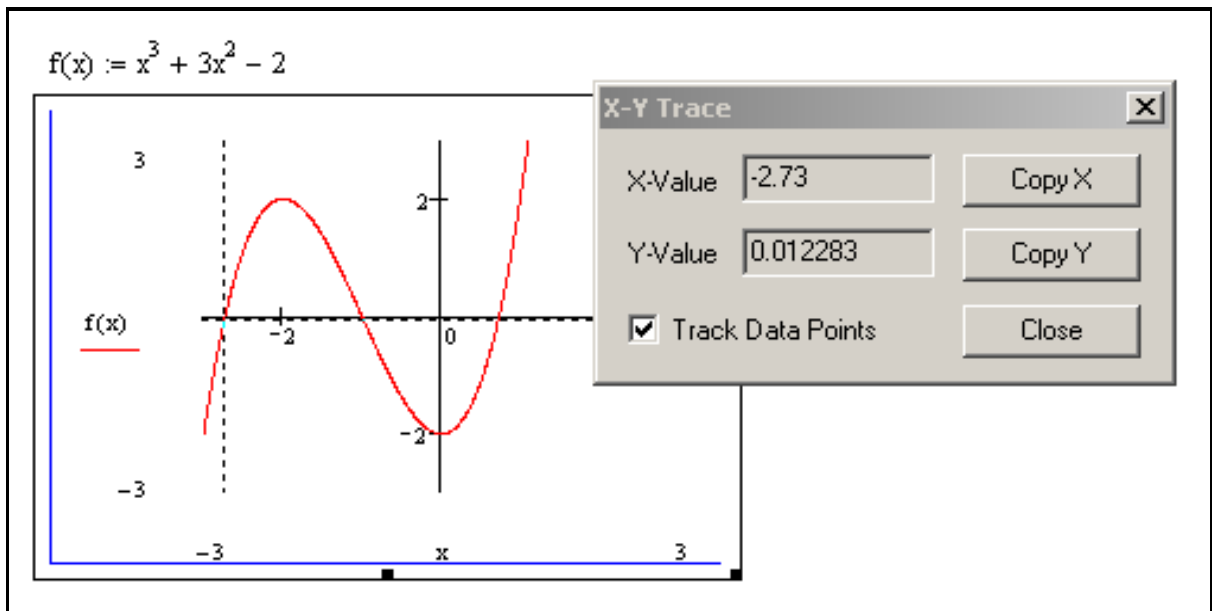 f(x) := x³ + 3x² − 2
X-Y Trace
X-Value -2.73 Copy X
Y-Value 0.012283 Copy Y
Track Data Points Close
3
2
f(x)
−2 0
−2
−3
−3 x 3